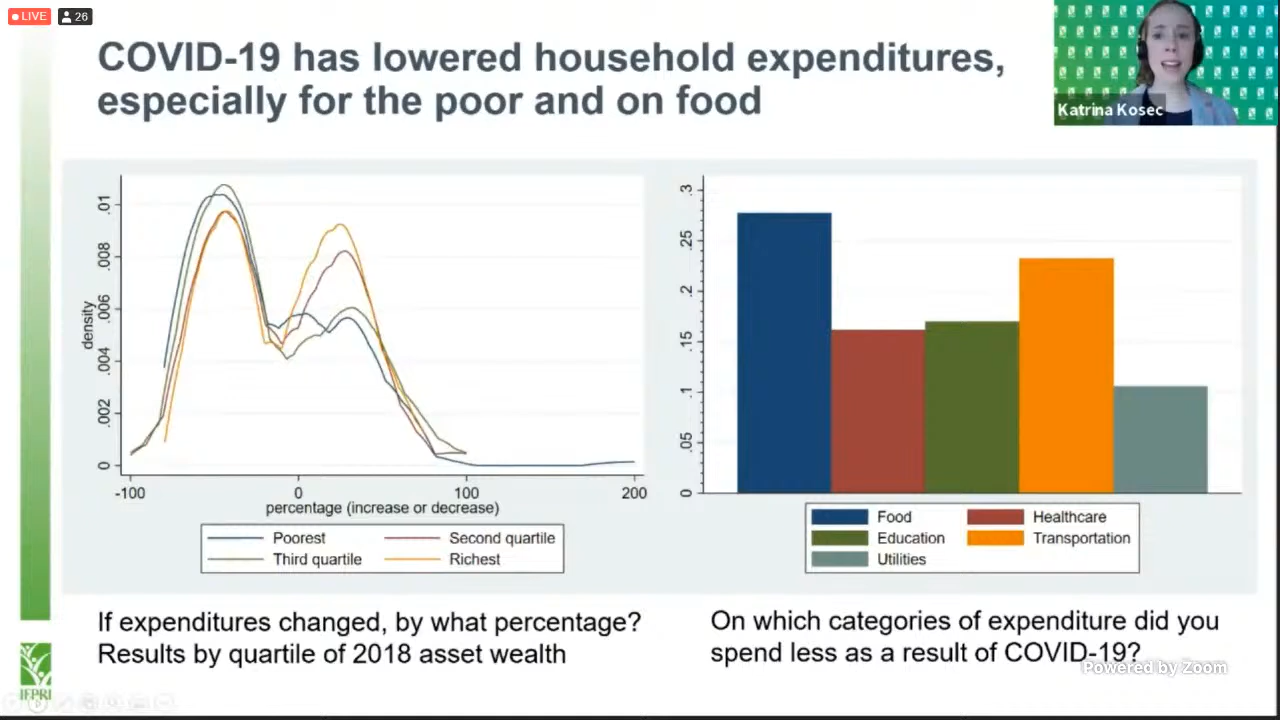 LIVE
26
COVID-19 has lowered household expenditures,
especially for the poor and on food
Katrina Kosec
density
0
.002
.004
.006
.008
.01
-100
0
100
200
percentage (increase or decrease)
Poorest
Second quartile
Third quartile
Richest
0
.05
.1
.15
.2
.25
.3
Food
Healthcare
Education
Transportation
Utilities
If expenditures changed, by what percentage?
Results by quartile of 2018 asset wealth
On which categories of expenditure did you
spend less as a result of COVID-19?
Powered by Zoom
IFPRI